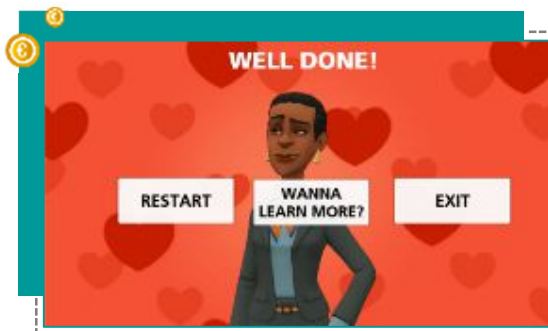 WELL DONE!
RESTART
WANNA
LEARN MORE?
EXIT